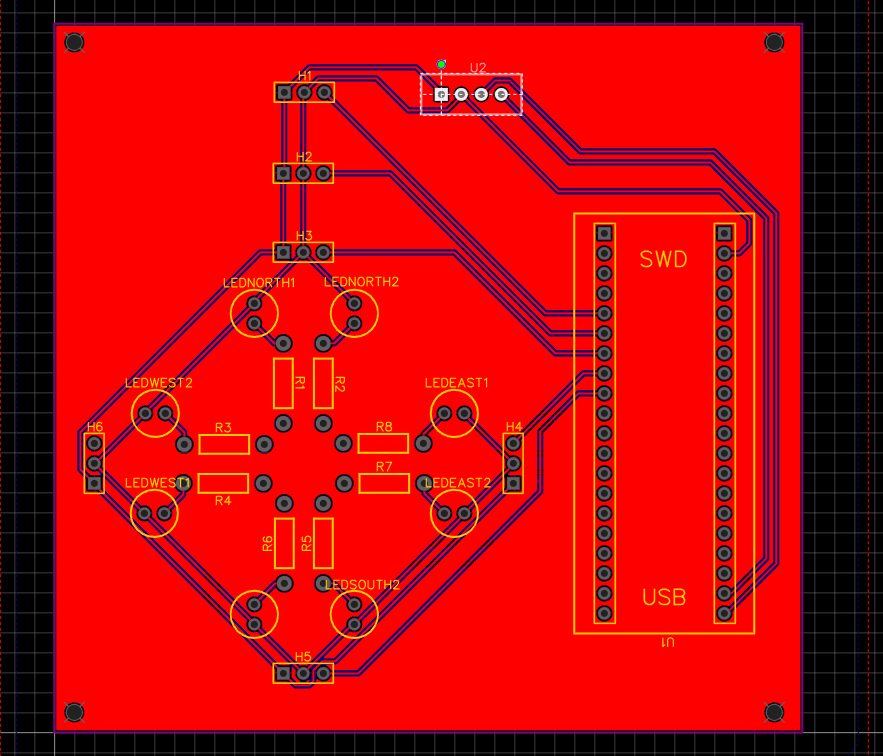 U2
H1
H2
H3
SWD
LEDNORTH1
LEDNORTH2
R1
R2
LEDWEST2
LEDEAST1
H6
R3
R8
H4
R7
LEDWEST1
R4
LEDEAST2
R6
R5
LEDSOUTH2
USB
U1
H5